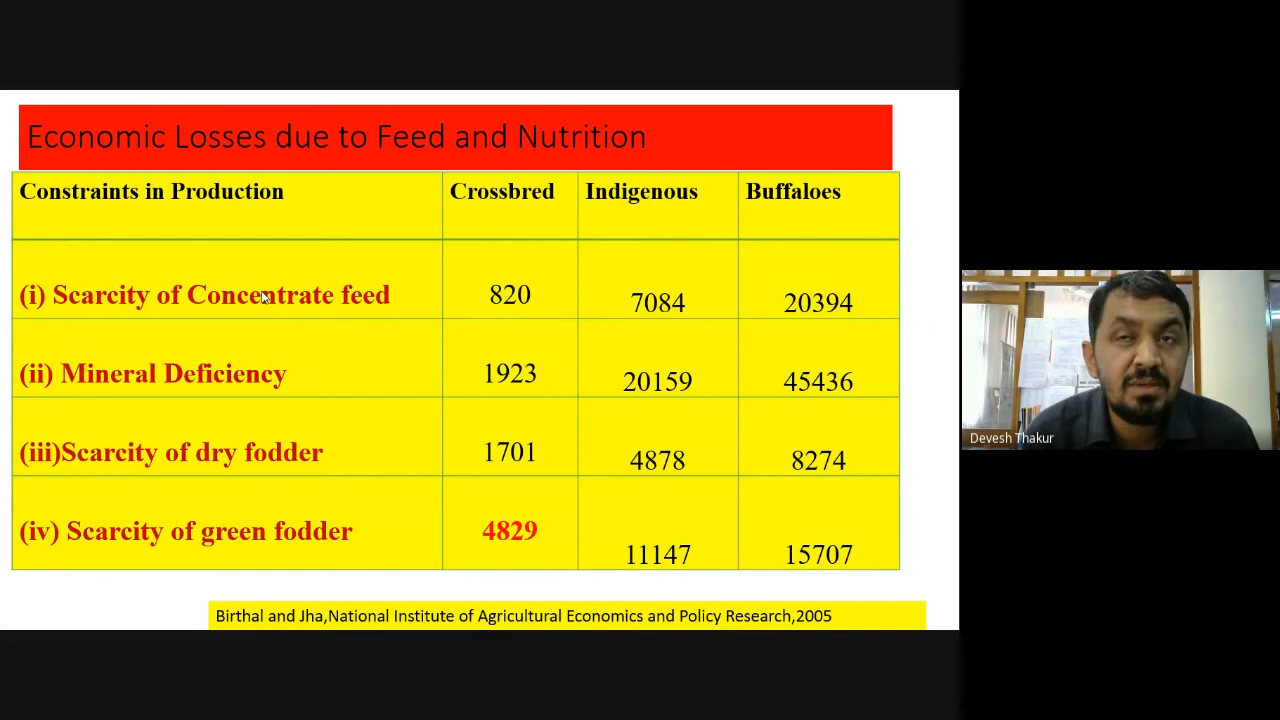 Economic Losses due to Feed and Nutrition
Constraints in Production Crossbred Indigenous Buffaloes
(i) Scarcity of Concentrate feed 820 7084 20394
(ii) Mineral Deficiency 1923 20159 45436
(iii)Scarcity of dry fodder 1701 4878 8274
(iv) Scarcity of green fodder 4829 11147 15707
Birthal and Jha,National Institute of Agricultural Economics and Policy Research,2005
Devesh Thakur